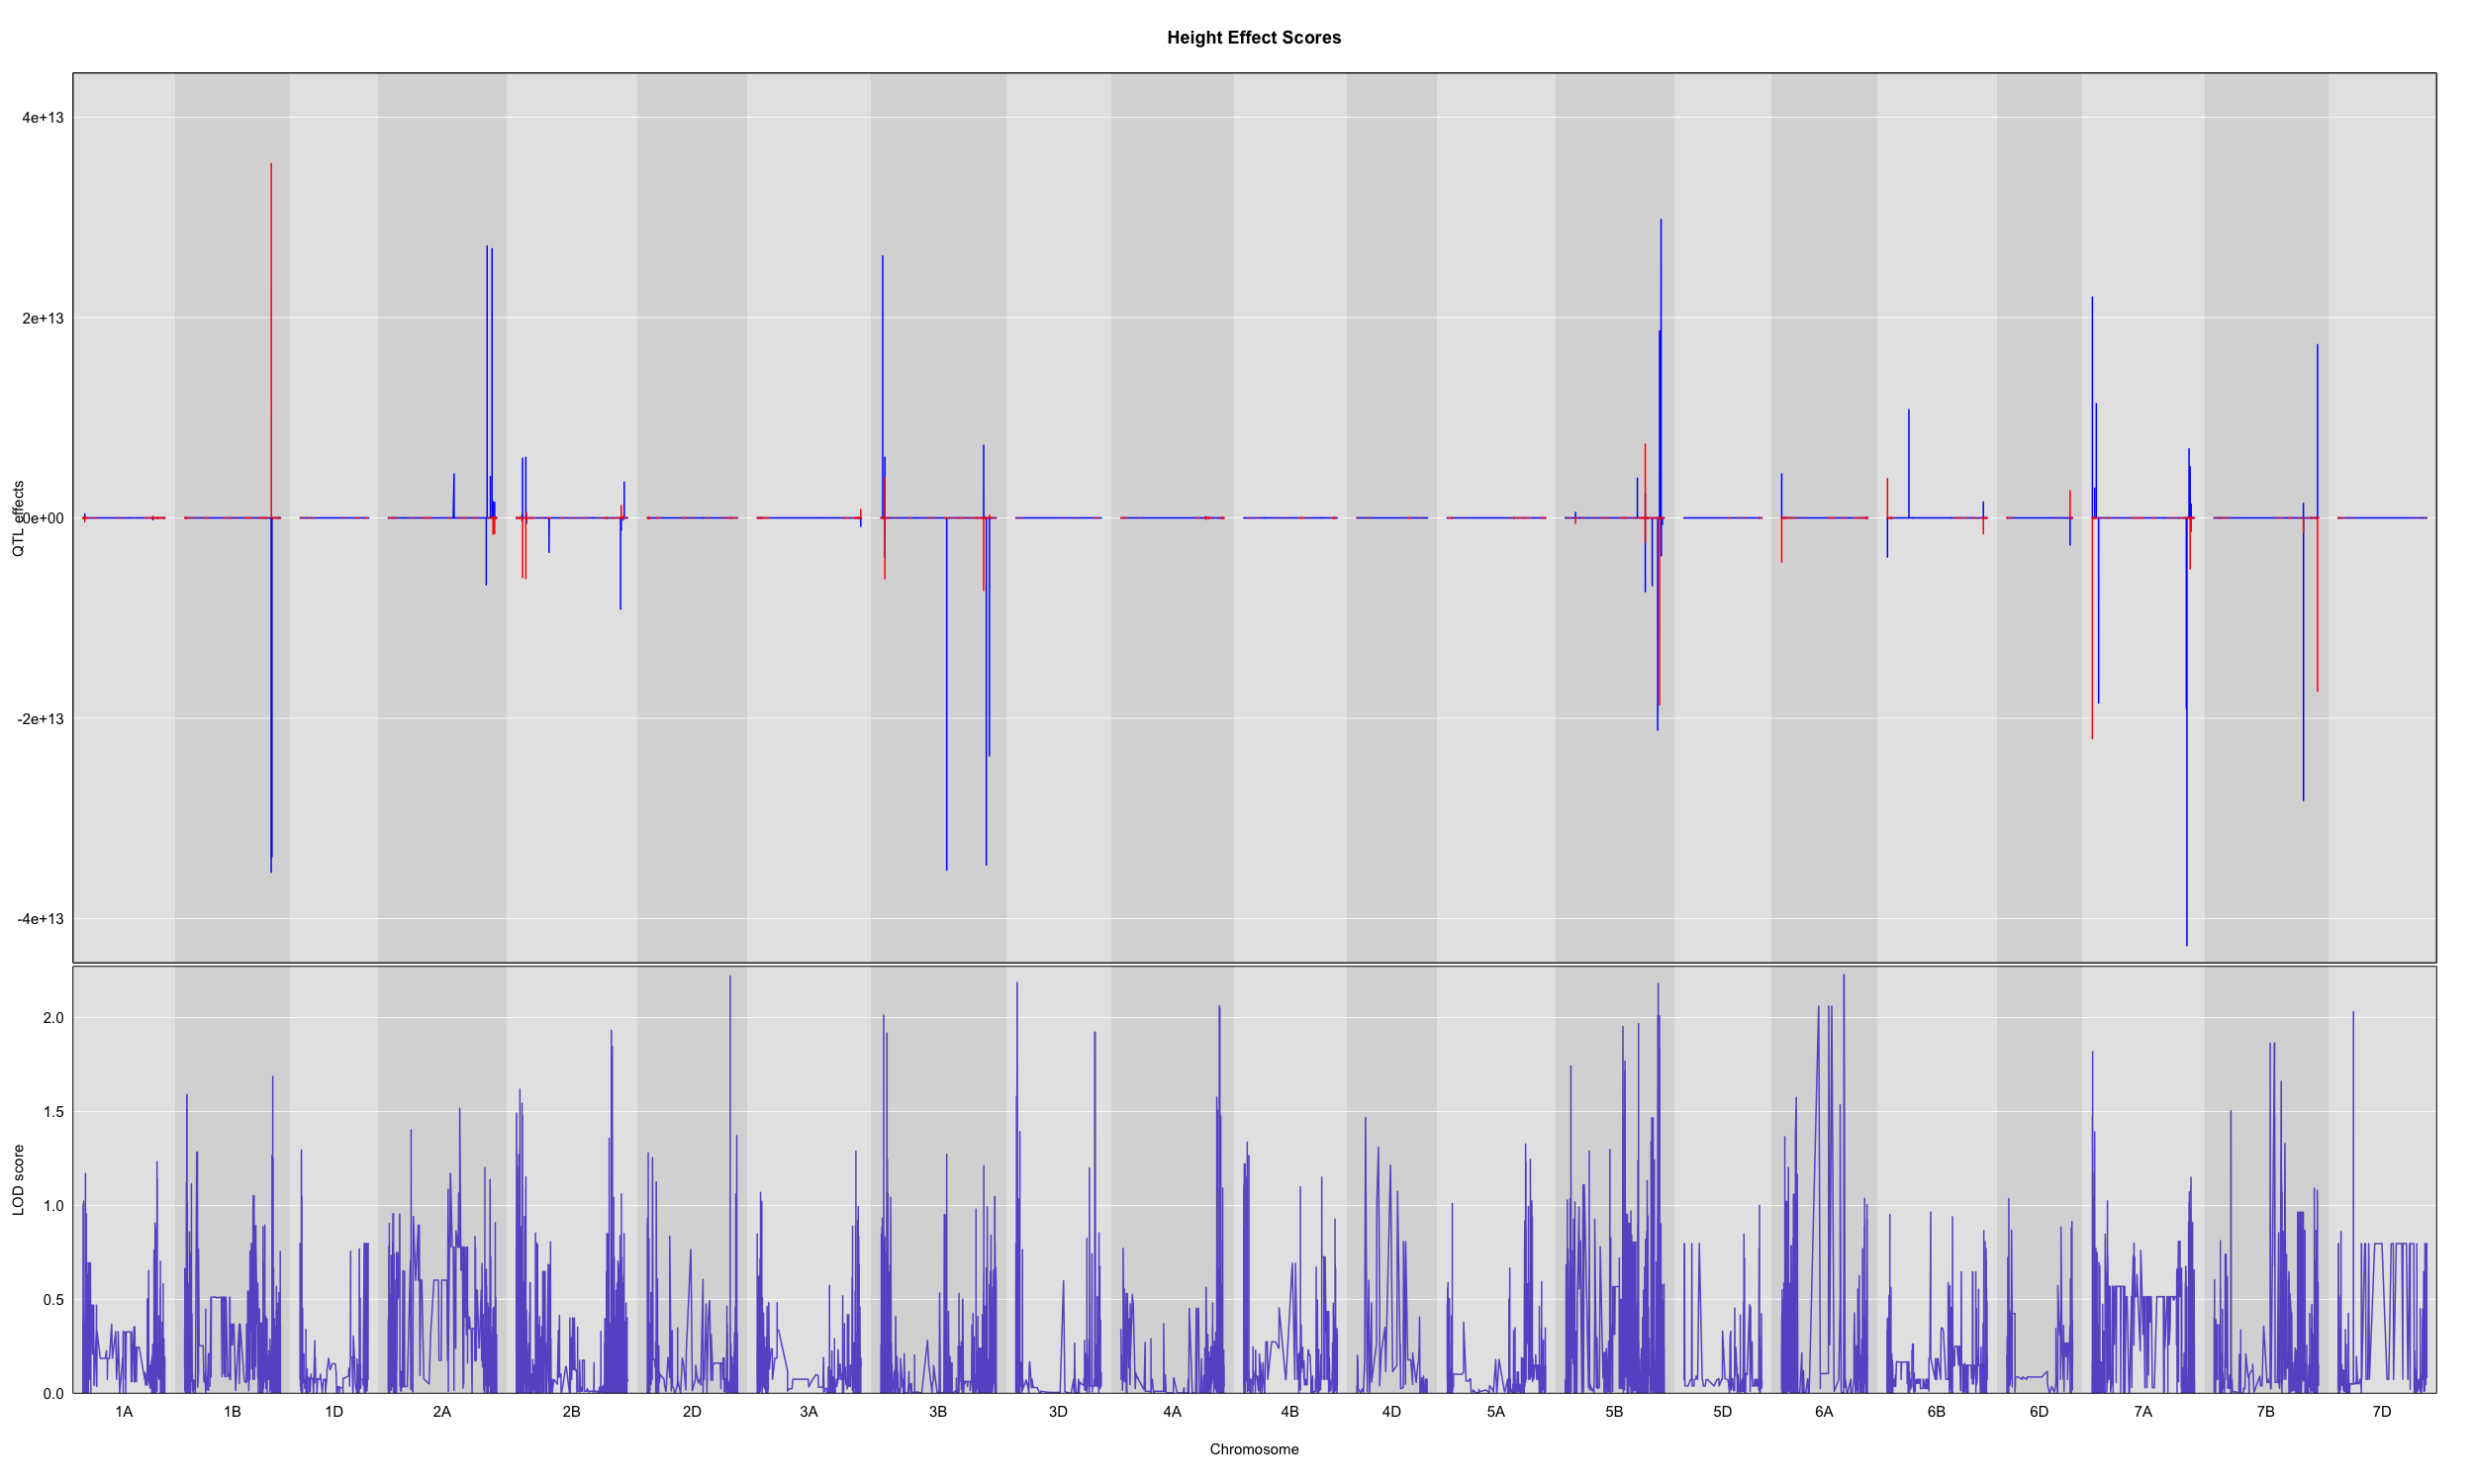 Height Effect Scores
4e+13
2e+13
0e+00
-2e+13
-4e+13
QTL effects
2.0
1.5
1.0
0.5
0.0
LOD score
1A 1B 1D 2A 2B 2D 3A 3B 3D 4A 4B 4D 5A 5B 5D 6A 6B 6D 7A 7B 7D
Chromosome